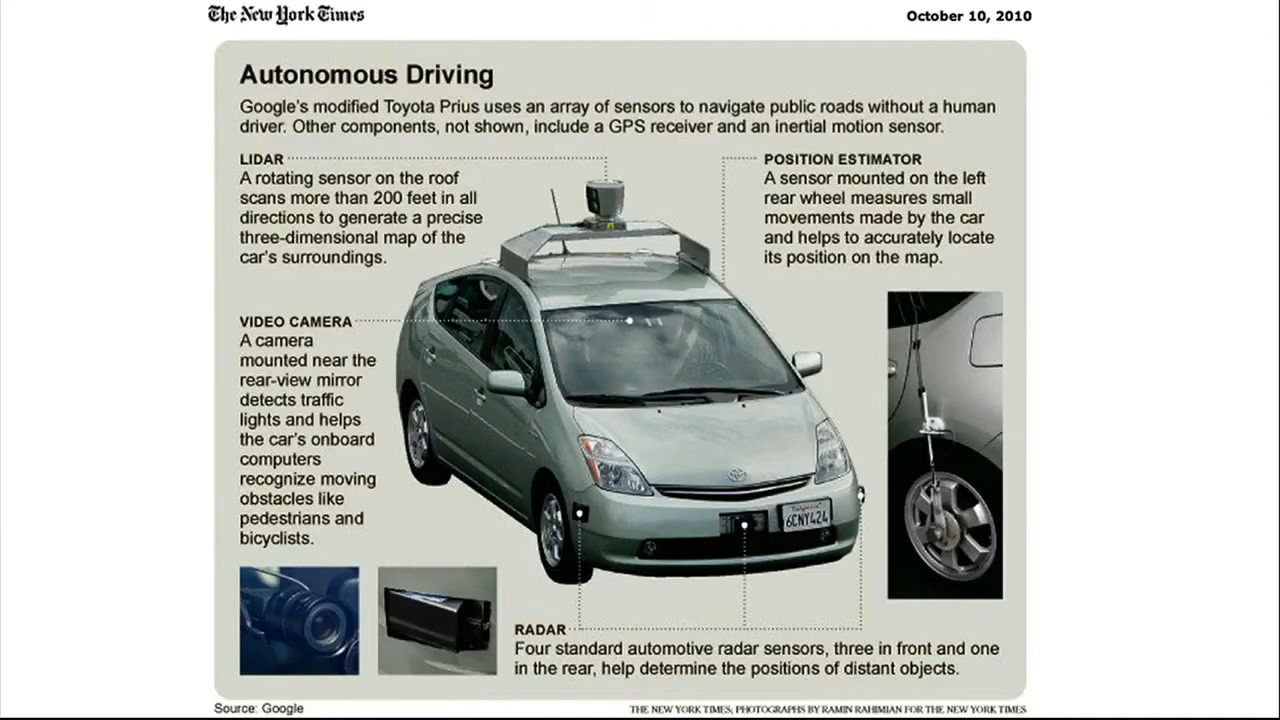 The New York Times
October 10, 2010
Autonomous Driving
Google's modified Toyota Prius uses an array of sensors to navigate public roads without a human
driver. Other components, not shown, include a GPS receiver and an inertial motion sensor.
LIDAR
A rotating sensor on the roof
scans more than 200 feet in all
directions to generate a precise
three-dimensional map of the
car's surroundings.
POSITION ESTIMATOR
A sensor mounted on the left
rear wheel measures small
movements made by the car
and helps to accurately locate
its position on the map.
VIDEO CAMERA
A camera
mounted near the
rear-view mirror
detects traffic
lights and helps
the car's onboard
computers
recognize moving
obstacles like
pedestrians and
bicyclists.
California
6CNY424
RADAR
Four standard automotive radar sensors, three in front and one
in the rear, help determine the positions of distant objects.
Source: Google
THE NEW YORK TIMES; PHOTOGRAPHS BY RAMIN RAHIMIAN FOR THE NEW YORK TIMES